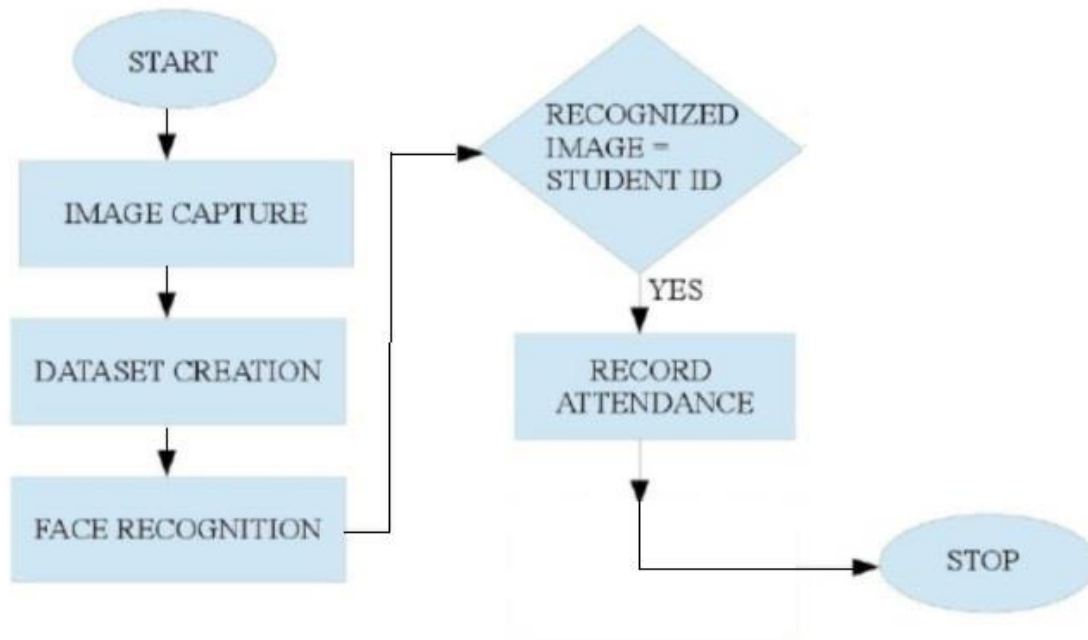 START
IMAGE CAPTURE
DATASET CREATION
FACE RECOGNITION
RECOGNIZED
IMAGE =
STUDENT ID
YES
RECORD
ATTENDANCE
STOP